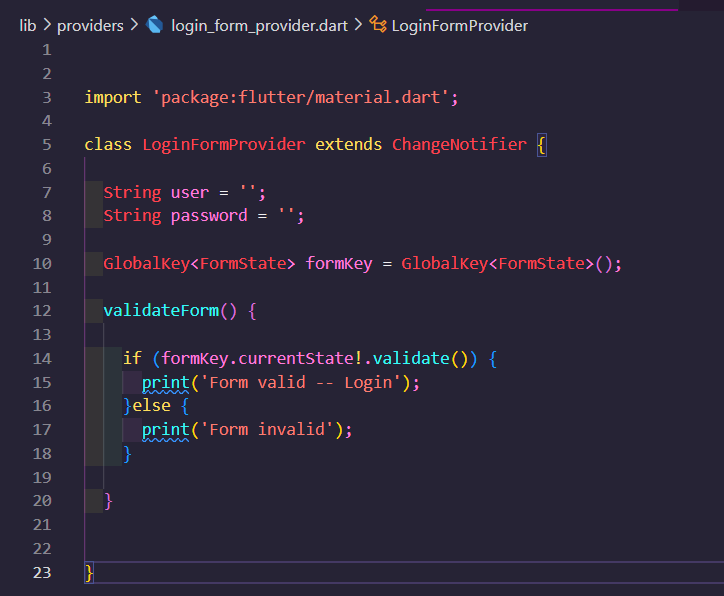 lib > providers > login_form_provider.dart > LoginFormProvider
1
2
3 import 'package:flutter/material.dart';
4
5 class LoginFormProvider extends ChangeNotifier {
6
7 String user = '';
8 String password = '';
9
10 GlobalKey<FormState> formKey = GlobalKey<FormState>();
11
12 validateForm() {
13
14 if (formKey.currentState!.validate()) {
15 print('Form valid -- Login');
16 }else {
17 print('Form invalid');
18 }
19
20 }
21
22
23 }